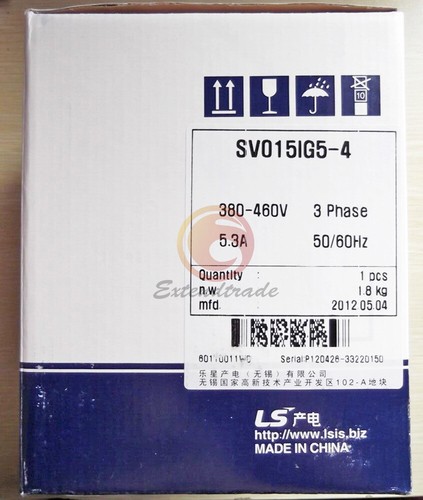 10
SV015IG5-4
380-460V 3 Phase
5.3A 50/60Hz
Quantity : 1 pcs
n.w : 1.8 kg
mfd. 2012.05.04
Extendtrade
Serial:P120426-33220150
乐星产电（无锡）有限公司
无锡国家高新技术产业开发区102-A地块
LS产电
http://www.lsis.biz
MADE IN CHINA